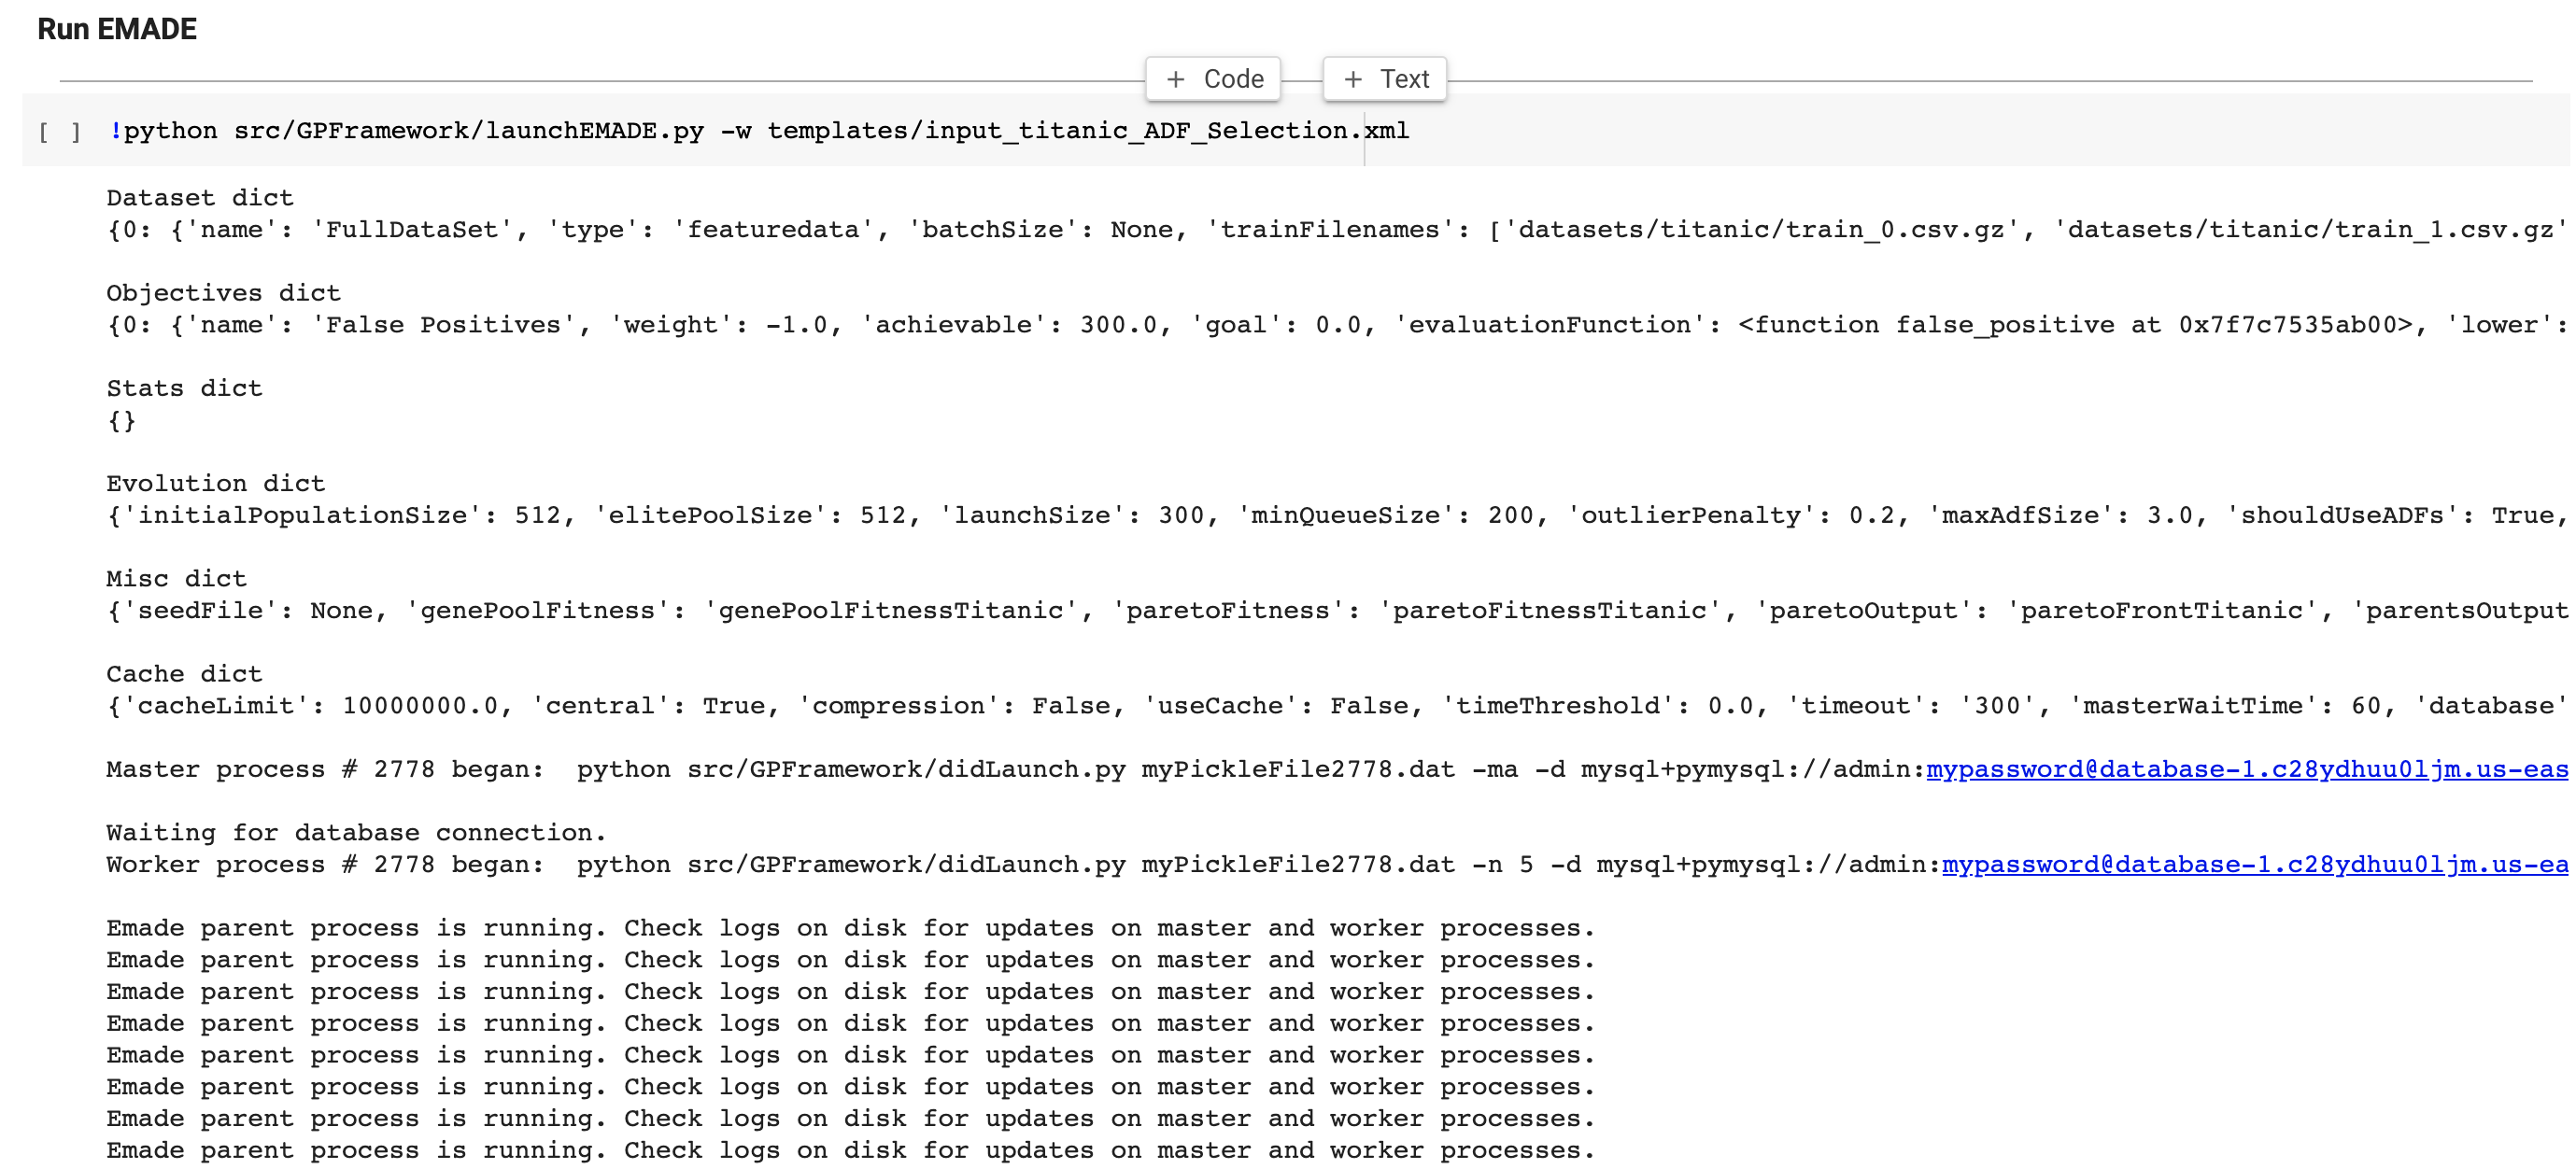 Run EMADE
+ Code + Text
[ ] !python src/GPFramework/launchEMADE.py -w templates/input_titanic_ADF_Selection.xml
Dataset dict
{0: {'name': 'FullDataSet', 'type': 'featuredata', 'batchSize': None, 'trainFilenames': ['datasets/titanic/train_0.csv.gz', 'datasets/titanic/train_1.csv.gz'
Objectives dict
{0: {'name': 'False Positives', 'weight': -1.0, 'achievable': 300.0, 'goal': 0.0, 'evaluationFunction': <function false_positive at 0x7f7c7535ab00>, 'lower':
Stats dict
{}
Evolution dict
{'initialPopulationSize': 512, 'elitePoolSize': 512, 'launchSize': 300, 'minQueueSize': 200, 'outlierPenalty': 0.2, 'maxAdfSize': 3.0, 'shouldUseADFs': True,
Misc dict
{'seedFile': None, 'genePoolFitness': 'genePoolFitnessTitanic', 'paretoFitness': 'paretoFitnessTitanic', 'paretoOutput': 'paretoFrontTitanic', 'parentsOutput
Cache dict
{'cacheLimit': 10000000.0, 'central': True, 'compression': False, 'useCache': False, 'timeThreshold': 0.0, 'timeout': '300', 'masterWaitTime': 60, 'database'
Master process # 2778 began:  python src/GPFramework/didLaunch.py myPickleFile2778.dat -ma -d mysql+pymysql://admin:mypassword@database-1.c28ydhuu0ljm.us-eas
Waiting for database connection.
Worker process # 2778 began:  python src/GPFramework/didLaunch.py myPickleFile2778.dat -n 5 -d mysql+pymysql://admin:mypassword@database-1.c28ydhuu0ljm.us-ea
Emade parent process is running. Check logs on disk for updates on master and worker processes.
Emade parent process is running. Check logs on disk for updates on master and worker processes.
Emade parent process is running. Check logs on disk for updates on master and worker processes.
Emade parent process is running. Check logs on disk for updates on master and worker processes.
Emade parent process is running. Check logs on disk for updates on master and worker processes.
Emade parent process is running. Check logs on disk for updates on master and worker processes.
Emade parent process is running. Check logs on disk for updates on master and worker processes.
Emade parent process is running. Check logs on disk for updates on master and worker processes.